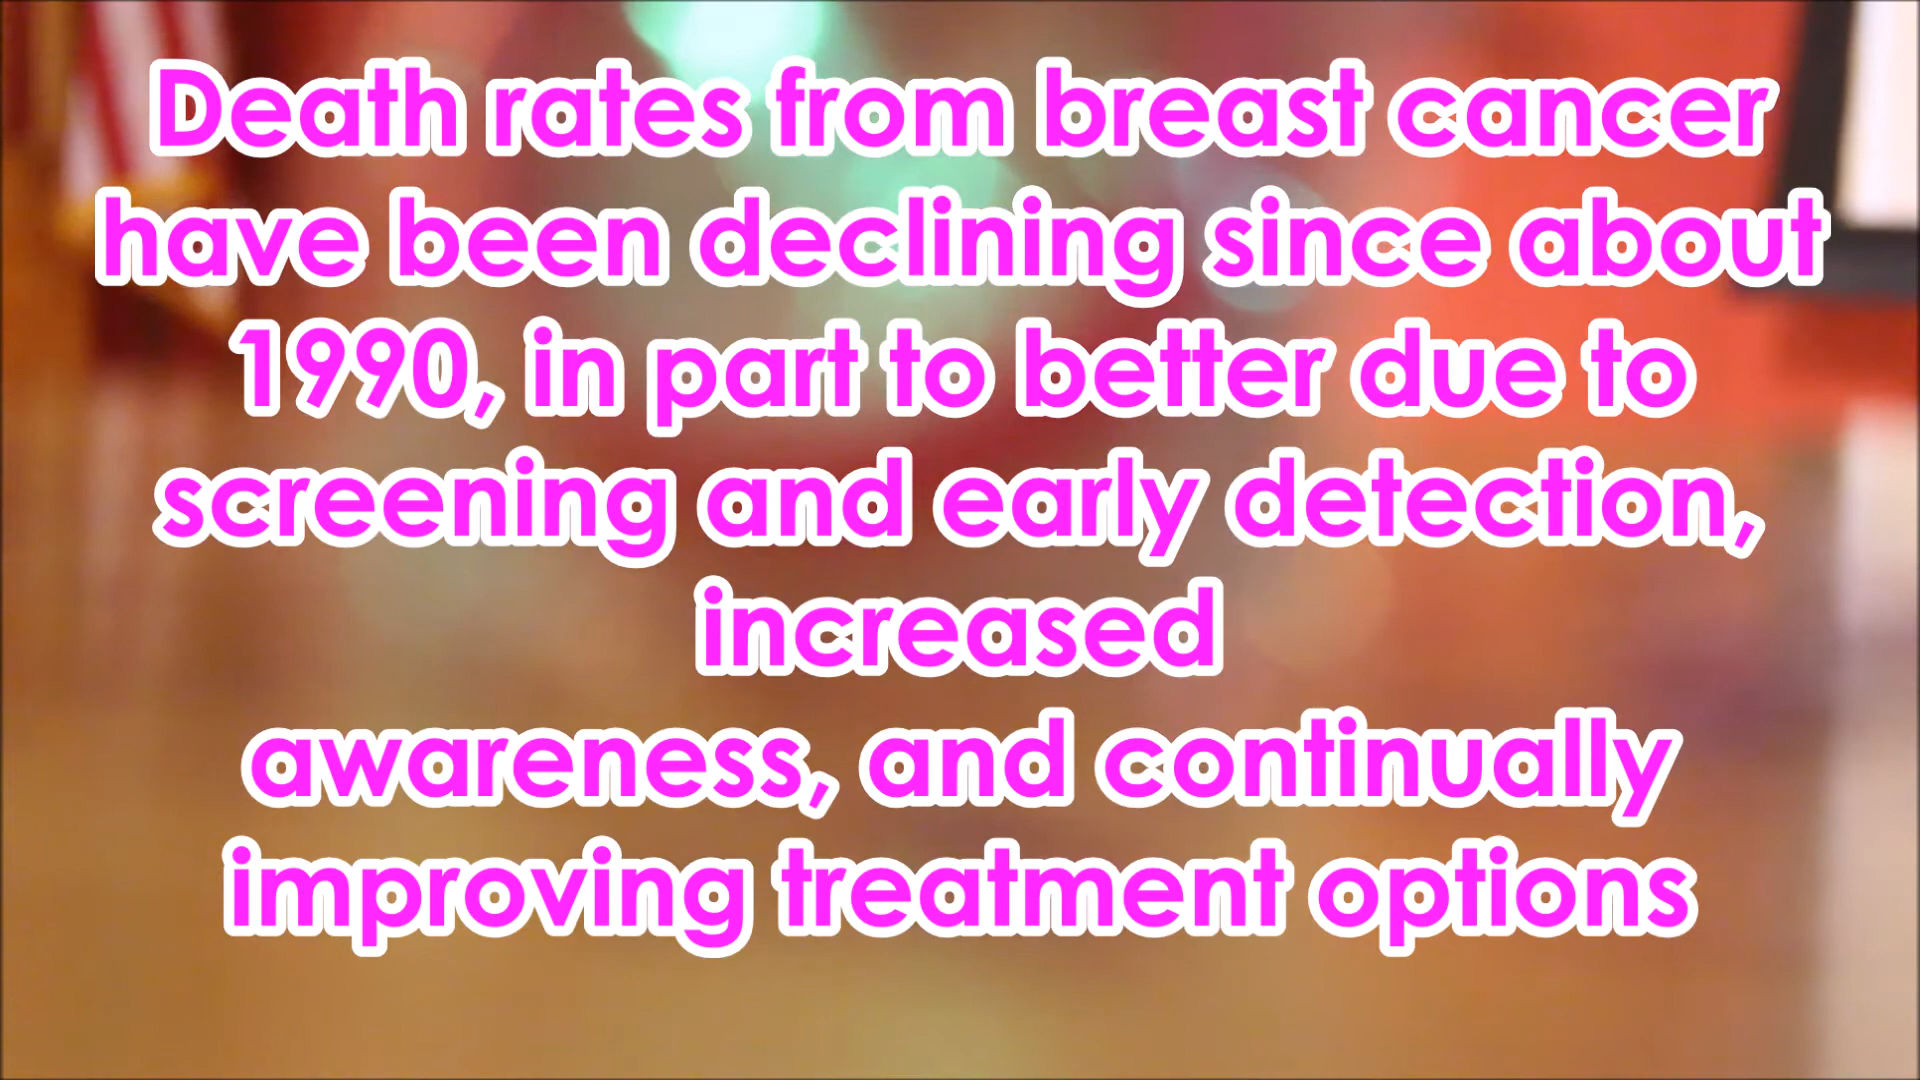 Death rates from breast cancer
have been declining since about
1990, in part to better due to
screening and early detection,
increased
awareness, and continually
improving treatment options